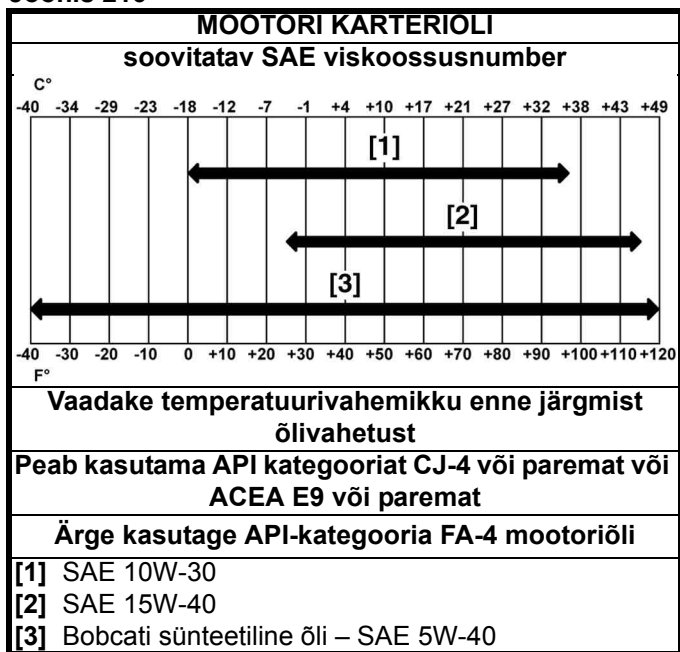 MOOTORI KARTERIÕLI
soovitatav SAE viskoossusnumber
C°
-40 -34 -29 -23 -18 -12 -7 -1 +4 +10 +17 +21 +27 +32 +38 +43 +49
[1]
[2]
[3]
-40 -30 -20 -10 0 +10 +20 +30 +40 +50 +60 +70 +80 +90 +100 +110 +120
F°
Vaadake temperatuurivahemikku enne järgmist
õlivahetust
Peab kasutama API kategooriat CJ-4 või paremat või
ACEA E9 või paremat
Ärge kasutage API-kategooria FA-4 mootoriõli
[1] SAE 10W-30
[2] SAE 15W-40
[3] Bobcati sünteetiline õli – SAE 5W-40